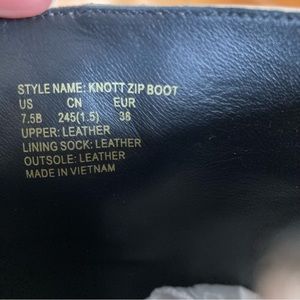 STYLE NAME: KNOTT ZIP BOOT
US CN EUR
7.5B 245(1.5) 38
UPPER: LEATHER
LINING SOCK: LEATHER
OUTSOLE: LEATHER
MADE IN VIETNAM